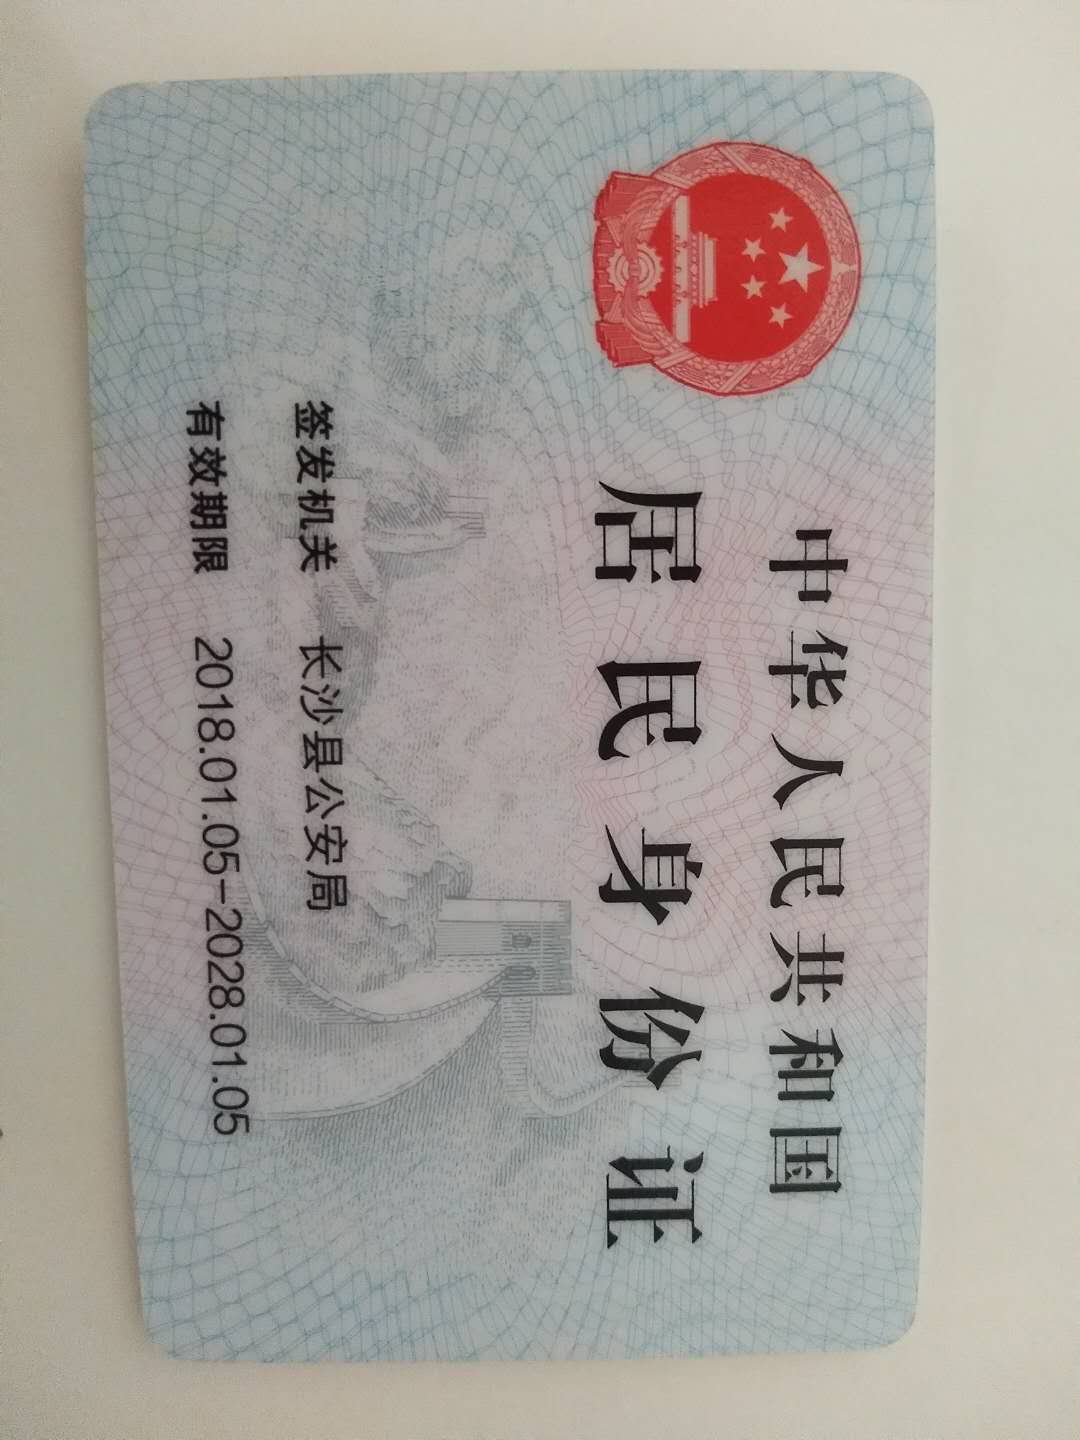 中华人民共和国
居民身份证
签发机关 长沙县公安局
有效期限 2018.01.05-2028.01.05